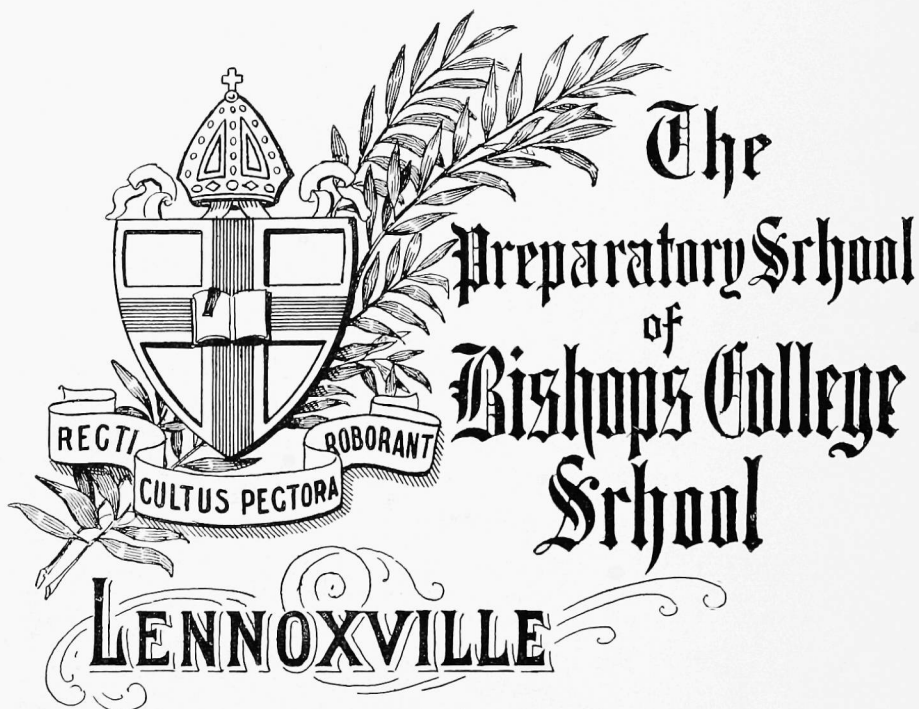 The
Preparatory School
of
Bishops College
School
RECTI
CULTUS PECTORA
ROBORANT
LENNOXVILLE